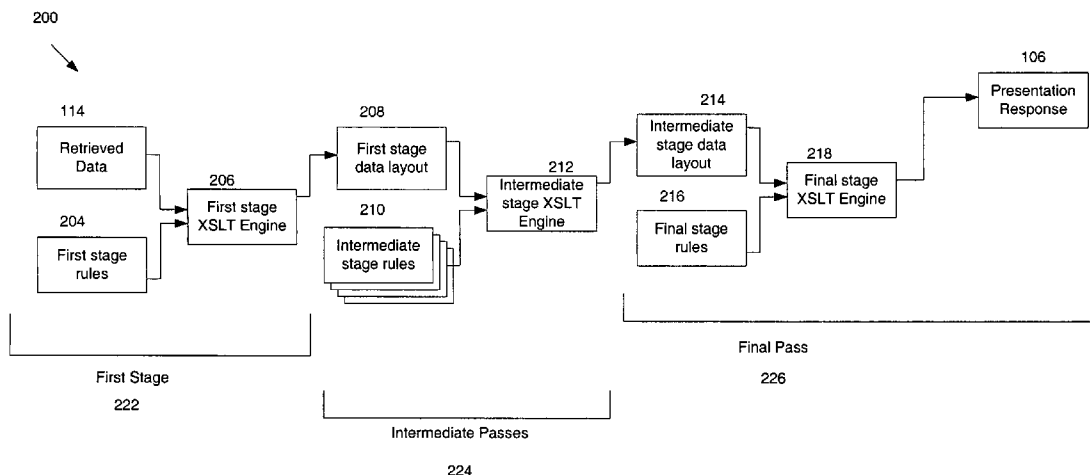 200
106
Presentation
Response
114
Retrieved
Data
208
First stage
data layout
214
Intermediate
stage data
layout
206
First stage
XSLT Engine
212
Intermediate
stage XSLT
Engine
218
Final stage
XSLT Engine
204
First stage
rules
210
Intermediate
stage rules
216
Final stage
rules
First Stage
222
Intermediate Passes
224
Final Pass
226